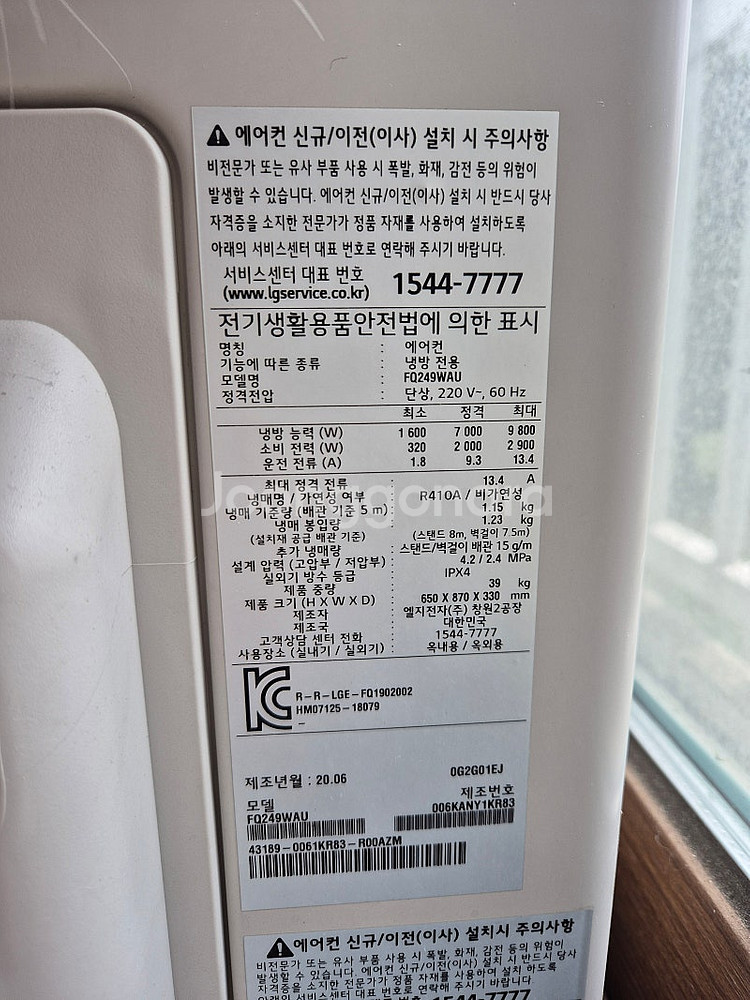 ⚠ 에어컨 신규/이전(이사) 설치 시 주의사항
비전문가 또는 유사 부품 사용 시 폭발, 화재, 감전 등의 위험이
발생할 수 있습니다. 에어컨 신규/이전(이사) 설치 시 반드시 당사
자격증을 소지한 전문가가 정품 자재를 사용하여 설치하도록
아래의 서비스센터 대표 번호로 연락해 주시기 바랍니다.
서비스센터 대표 번호
(www.lgservice.co.kr) 1544-7777
전기생활용품안전법에 의한 표시
명칭 : 에어컨
기능에 따른 종류 : 냉방 전용
모델명 : FQ249WAU
정격전압 : 단상, 220 V~, 60 Hz
최소 정격 최대
냉방 능력 (W) 1 600 7 000 9 800
소비 전력 (W) 320 2 000 2 900
운전 전류 (A) 1.8 9.3 13.4
최대 정격 전류 : 13.4 A
냉매명 / 가연성 여부 : R410A / 비가연성
냉매 기준량 (배관 기준 5 m) : 1.15 kg
냉매 봉입량 : 1.23 kg
(설치재 공급 배관 기준) (스탠드 8m, 벽걸이 7.5m)
추가 냉매량 : 스탠드/벽걸이 배관 15 g/m
설계 압력 (고압부 / 저압부) : 4.2 / 2.4 MPa
실외기 방수 등급 : IPX4
제품 중량 : 39 kg
제품 크기 (H X W X D) : 650 X 870 X 330 mm
제조자 : 엘지전자(주) 창원2공장
제조국 : 대한민국
고객상담 센터 전화 : 1544-7777
사용장소 (실내기 / 실외기) : 옥내용 / 옥외용
R-R-LGE-FQ1902002
HM07125-18079
-
제조년월 : 20.06 0G2G01EJ
모델 제조번호
FQ249WAU 006KANY1KR83
43189-0061KR83-R00AZM
⚠ 에어컨 신규/이전(이사) 설치시 주의사항
비전문가 또는 유사 부품 사용 시 폭발, 화재, 감전 등의 위험이
발생할 수 있습니다. 에어컨 신규/이전(이사) 설치 시 반드시 당사
자격증을 소지한 전문가가 정품 자재를 사용하여 설치 하도록
1544-7777